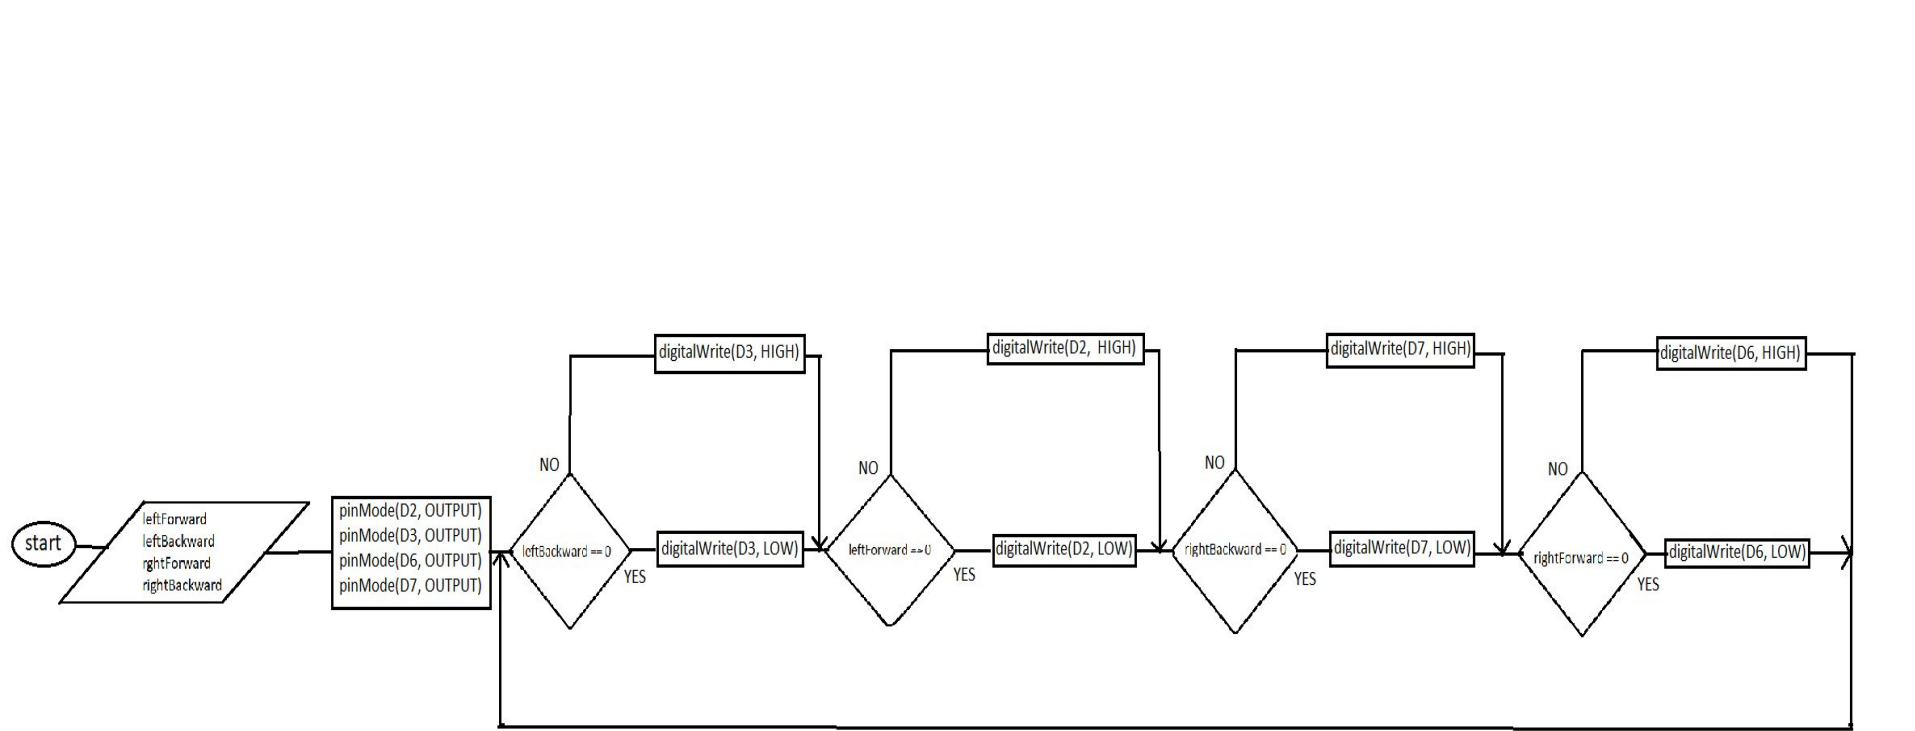 start
leftForward
leftBackward
rghtForward
rightBackward
pinMode(D2, OUTPUT)
pinMode(D3, OUTPUT)
pinMode(D6, OUTPUT)
pinMode(D7, OUTPUT)
leftBackward == 0
NO
digitalWrite(D3, HIGH)
YES
digitalWrite(D3, LOW)
leftForward == 0
NO
digitalWrite(D2, HIGH)
YES
digitalWrite(D2, LOW)
rightBackward == 0
NO
digitalWrite(D7, HIGH)
YES
digitalWrite(D7, LOW)
rightForward == 0
NO
digitalWrite(D6, HIGH)
YES
digitalWrite(D6, LOW)